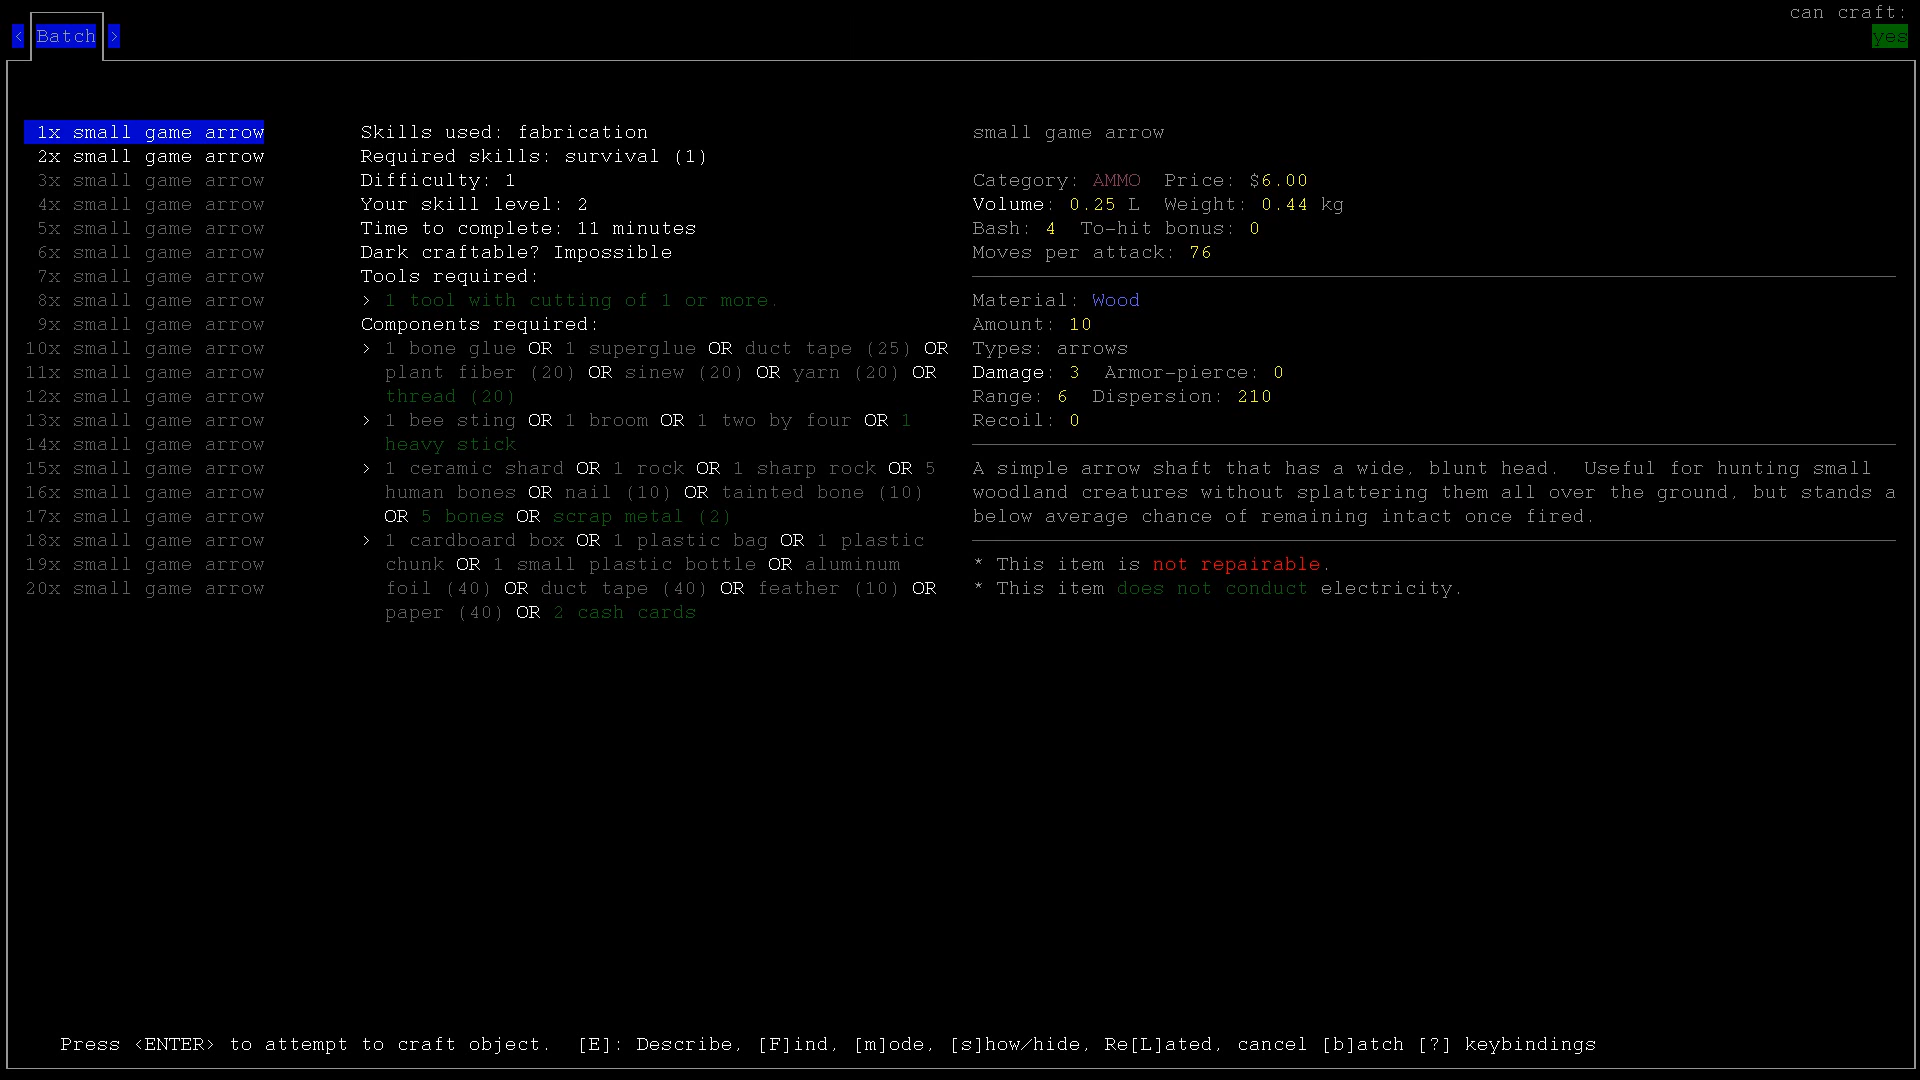 can craft:
< Batch > yes
1x small game arrow Skills used: fabrication small game arrow
2x small game arrow Required skills: survival (1)
3x small game arrow Difficulty: 1 Category: AMMO Price: $6.00
4x small game arrow Your skill level: 2 Volume: 0.25 L Weight: 0.44 kg
5x small game arrow Time to complete: 11 minutes Bash: 4 To-hit bonus: 0
6x small game arrow Dark craftable? Impossible Moves per attack: 76
7x small game arrow Tools required:
8x small game arrow > 1 tool with cutting of 1 or more. Material: Wood
9x small game arrow Components required: Amount: 10
10x small game arrow > 1 bone glue OR 1 superglue OR duct tape (25) OR Types: arrows
11x small game arrow plant fiber (20) OR sinew (20) OR yarn (20) OR Damage: 3 Armor-pierce: 0
12x small game arrow thread (20) Range: 6 Dispersion: 210
13x small game arrow > 1 bee sting OR 1 broom OR 1 two by four OR 1 Recoil: 0
14x small game arrow heavy stick
15x small game arrow > 1 ceramic shard OR 1 rock OR 1 sharp rock OR 5 A simple arrow shaft that has a wide, blunt head. Useful for hunting small
16x small game arrow human bones OR nail (10) OR tainted bone (10) woodland creatures without splattering them all over the ground, but stands a
17x small game arrow OR 5 bones OR scrap metal (2) below average chance of remaining intact once fired.
18x small game arrow > 1 cardboard box OR 1 plastic bag OR 1 plastic
19x small game arrow chunk OR 1 small plastic bottle OR aluminum * This item is not repairable.
20x small game arrow foil (40) OR duct tape (40) OR feather (10) OR * This item does not conduct electricity.
paper (40) OR 2 cash cards
Press <ENTER> to attempt to craft object. [E]: Describe, [F]ind, [m]ode, [s]how/hide, Re[L]ated, cancel [b]atch [?] keybindings